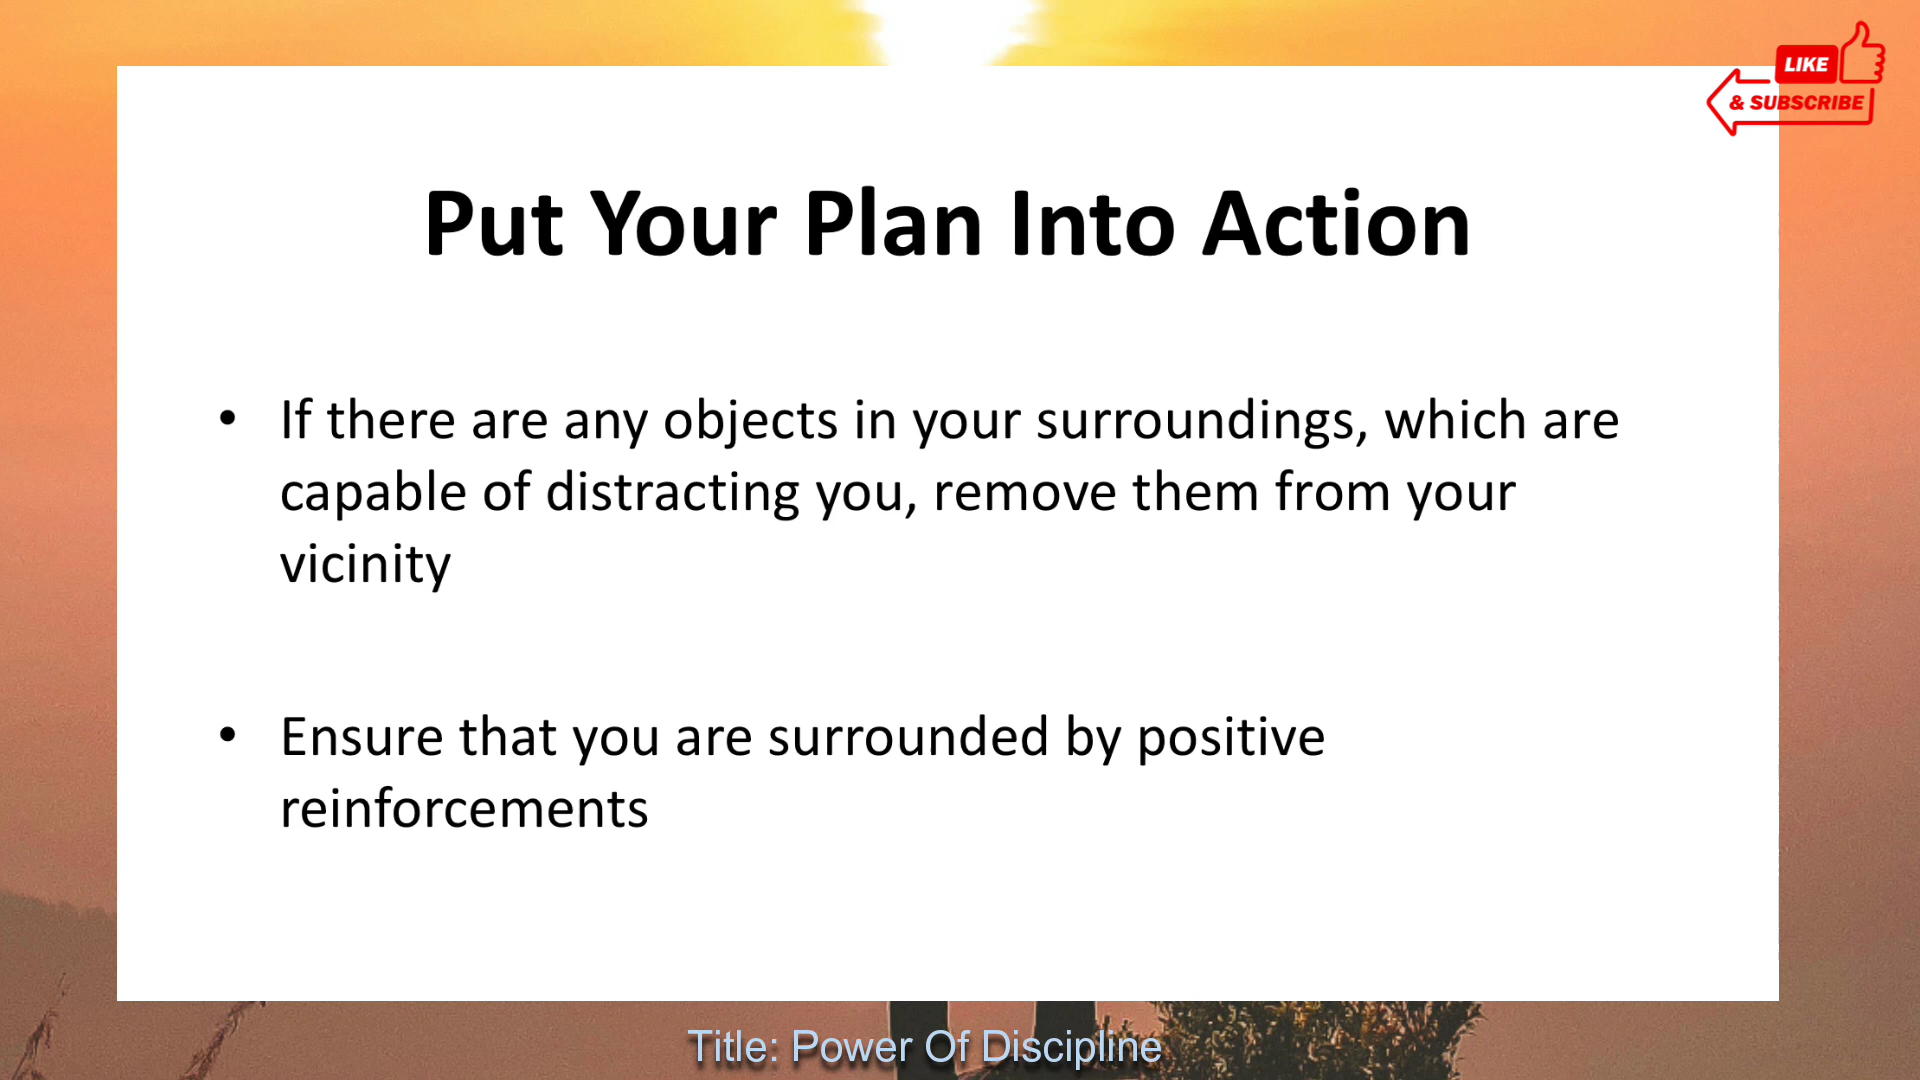 LIKE
& SUBSCRIBE
Put Your Plan Into Action
• If there are any objects in your surroundings, which are
capable of distracting you, remove them from your
vicinity
• Ensure that you are surrounded by positive
reinforcements
Title: Power Of Discipline